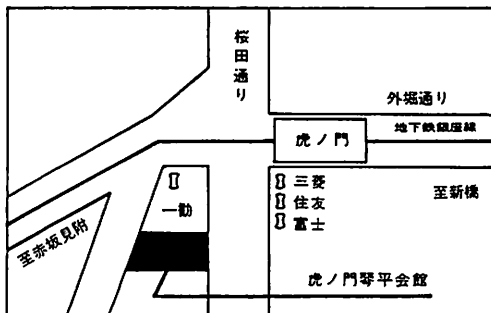 桜田通り
外堀通り
地下鉄銀座線
虎ノ門
三菱
住友
富士
一勧
至新橋
至赤坂見附
虎ノ門琴平会館